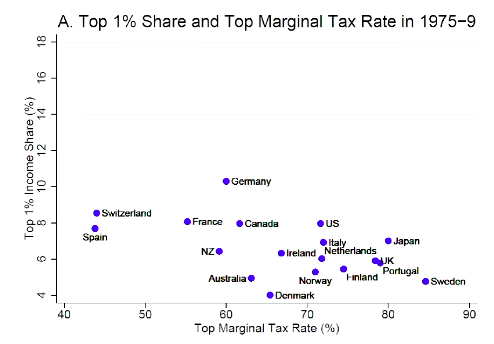 A. Top 1% Share and Top Marginal Tax Rate in 1975−9
Top 1% Income Share (%)
18
16
14
12
10
8
6
4
Germany
Switzerland
Spain
France
Canada
US
NZ
Ireland
Italy
Netherlands
Japan
Australia
Norway
Finland
UK
Portugal
Denmark
Sweden
40
50
60
70
80
90
Top Marginal Tax Rate (%)